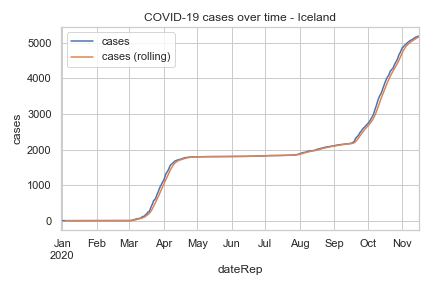 COVID-19 cases over time - Iceland
cases
cases (rolling)
cases
5000
4000
3000
2000
1000
0
Jan Feb Mar Apr May Jun Jul Aug Sep Oct Nov
2020
dateRep